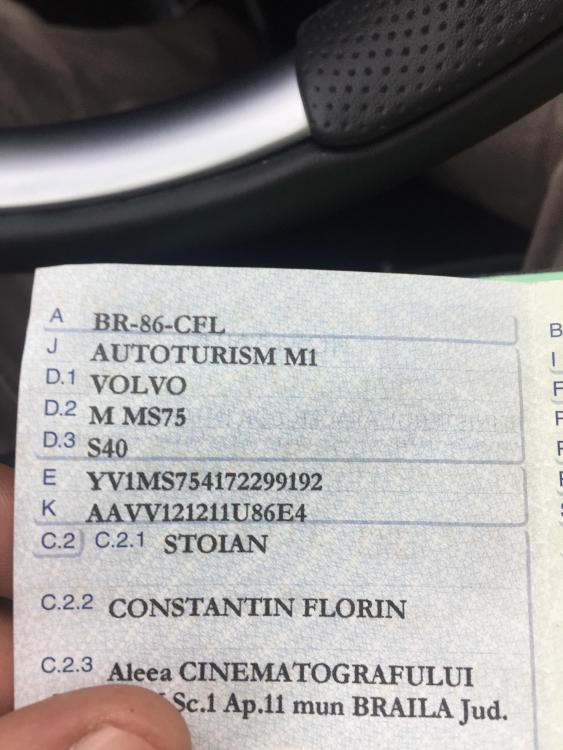 A BR-86-CFL
J AUTOTURISM M1
D.1 VOLVO
D.2 M MS75
D.3 S40
E YV1MS754172299192
K AAVV121211U86E4
C.2 C.2.1 STOIAN
C.2.2 CONSTANTIN FLORIN
C.2.3 Aleea CINEMATOGRAFULUI
Sc.1 Ap.11 mun BRAILA Jud.
B
I
F